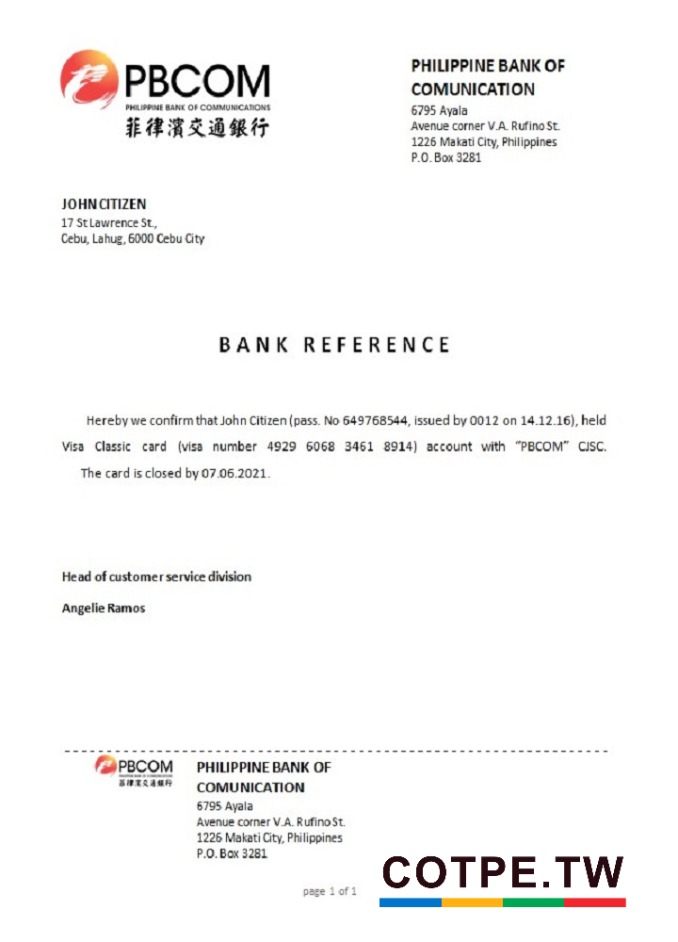 PBCOM
PHILIPPINE BANK OF COMMUNICATIONS
菲律濱交通銀行
PHILIPPINE BANK OF
COMUNICATION
6795 Ayala
Avenue corner V.A. Rufino St.
1226 Makati City, Philippines
P.O. Box 3281
JOHN CITIZEN
17 St Lawrence St.,
Cebu, Lahug, 6000 Cebu City
BANK REFERENCE
Hereby we confirm that John Citizen (pass. No 649768544, issued by 0012 on 14.12.16), held
Visa Classic card (visa number 4929 6068 3461 8914) account with “PBCOM” CJSC.
The card is closed by 07.06.2021.
Head of customer service division
Angelie Ramos
PBCOM
PHILIPPINE BANK OF COMMUNICATIONS
菲律濱交通銀行
PHILIPPINE BANK OF
COMUNICATION
6795 Ayala
Avenue corner V.A. Rufino St.
1226 Makati City, Philippines
P.O. Box 3281
page 1 of 1
COTPE.TW